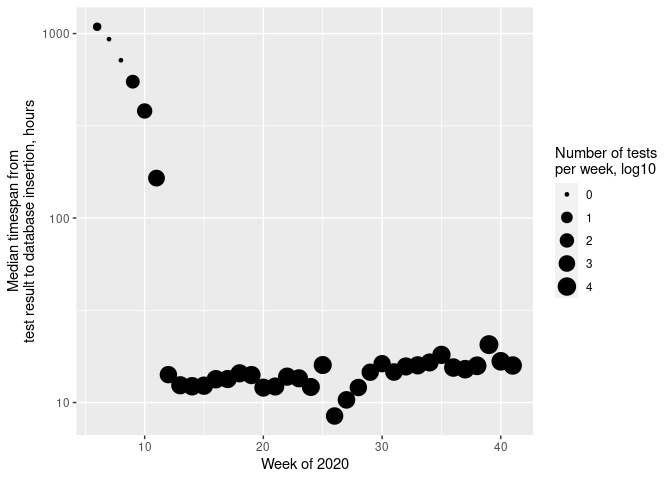 Median timespan from
test result to database insertion, hours
1000
100
10
10
20
30
40
Week of 2020
Number of tests
per week, log10
0
1
2
3
4